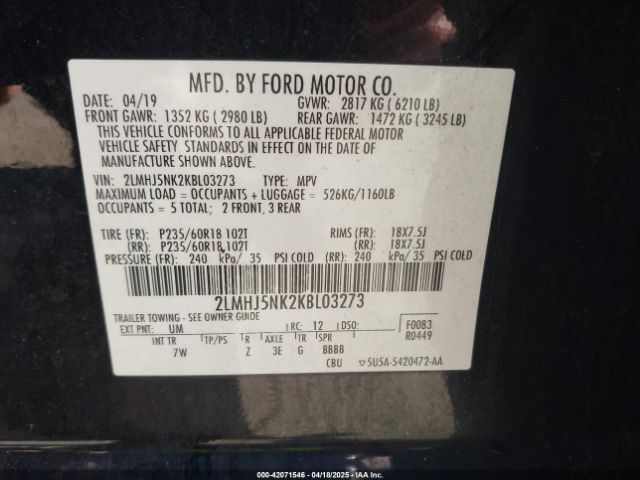 MFD. BY FORD MOTOR CO.
DATE: 04/19 GVWR: 2817 KG ( 6210 LB)
FRONT GAWR: 1352 KG ( 2980 LB) REAR GAWR: 1472 KG ( 3245 LB)
THIS VEHICLE CONFORMS TO ALL APPLICABLE FEDERAL MOTOR
VEHICLE SAFETY STANDARDS IN EFFECT ON THE DATE OF
MANUFACTURE SHOWN ABOVE.
VIN: 2LMHJ5NK2KBL03273 TYPE: MPV
MAXIMUM LOAD = OCCUPANTS + LUGGAGE = 526KG/1160LB
OCCUPANTS = 5 TOTAL; 2 FRONT, 3 REAR
TIRE (FR): P235/60R18 102T RIMS (FR): 18X7.5J
(RR): P235/60R18 102T (RR): 18X7.5J
PRESSURE (FR): 240 kPa/ 35 PSI COLD (RR): 240 kPa/ 35 PSI COLD
2LMHJ5NK2KBL03273
TRAILER TOWING - SEE OWNER GUIDE
EXT PNT: UM RC: 12 DSO: F0083
INT TR TP/PS R AXLE TR SPR R0449
7W Z 3E G BBBB
CBU ▽5U5A-5420472-AA
000-42071546 - 04/18/2025 - IAAI.COM